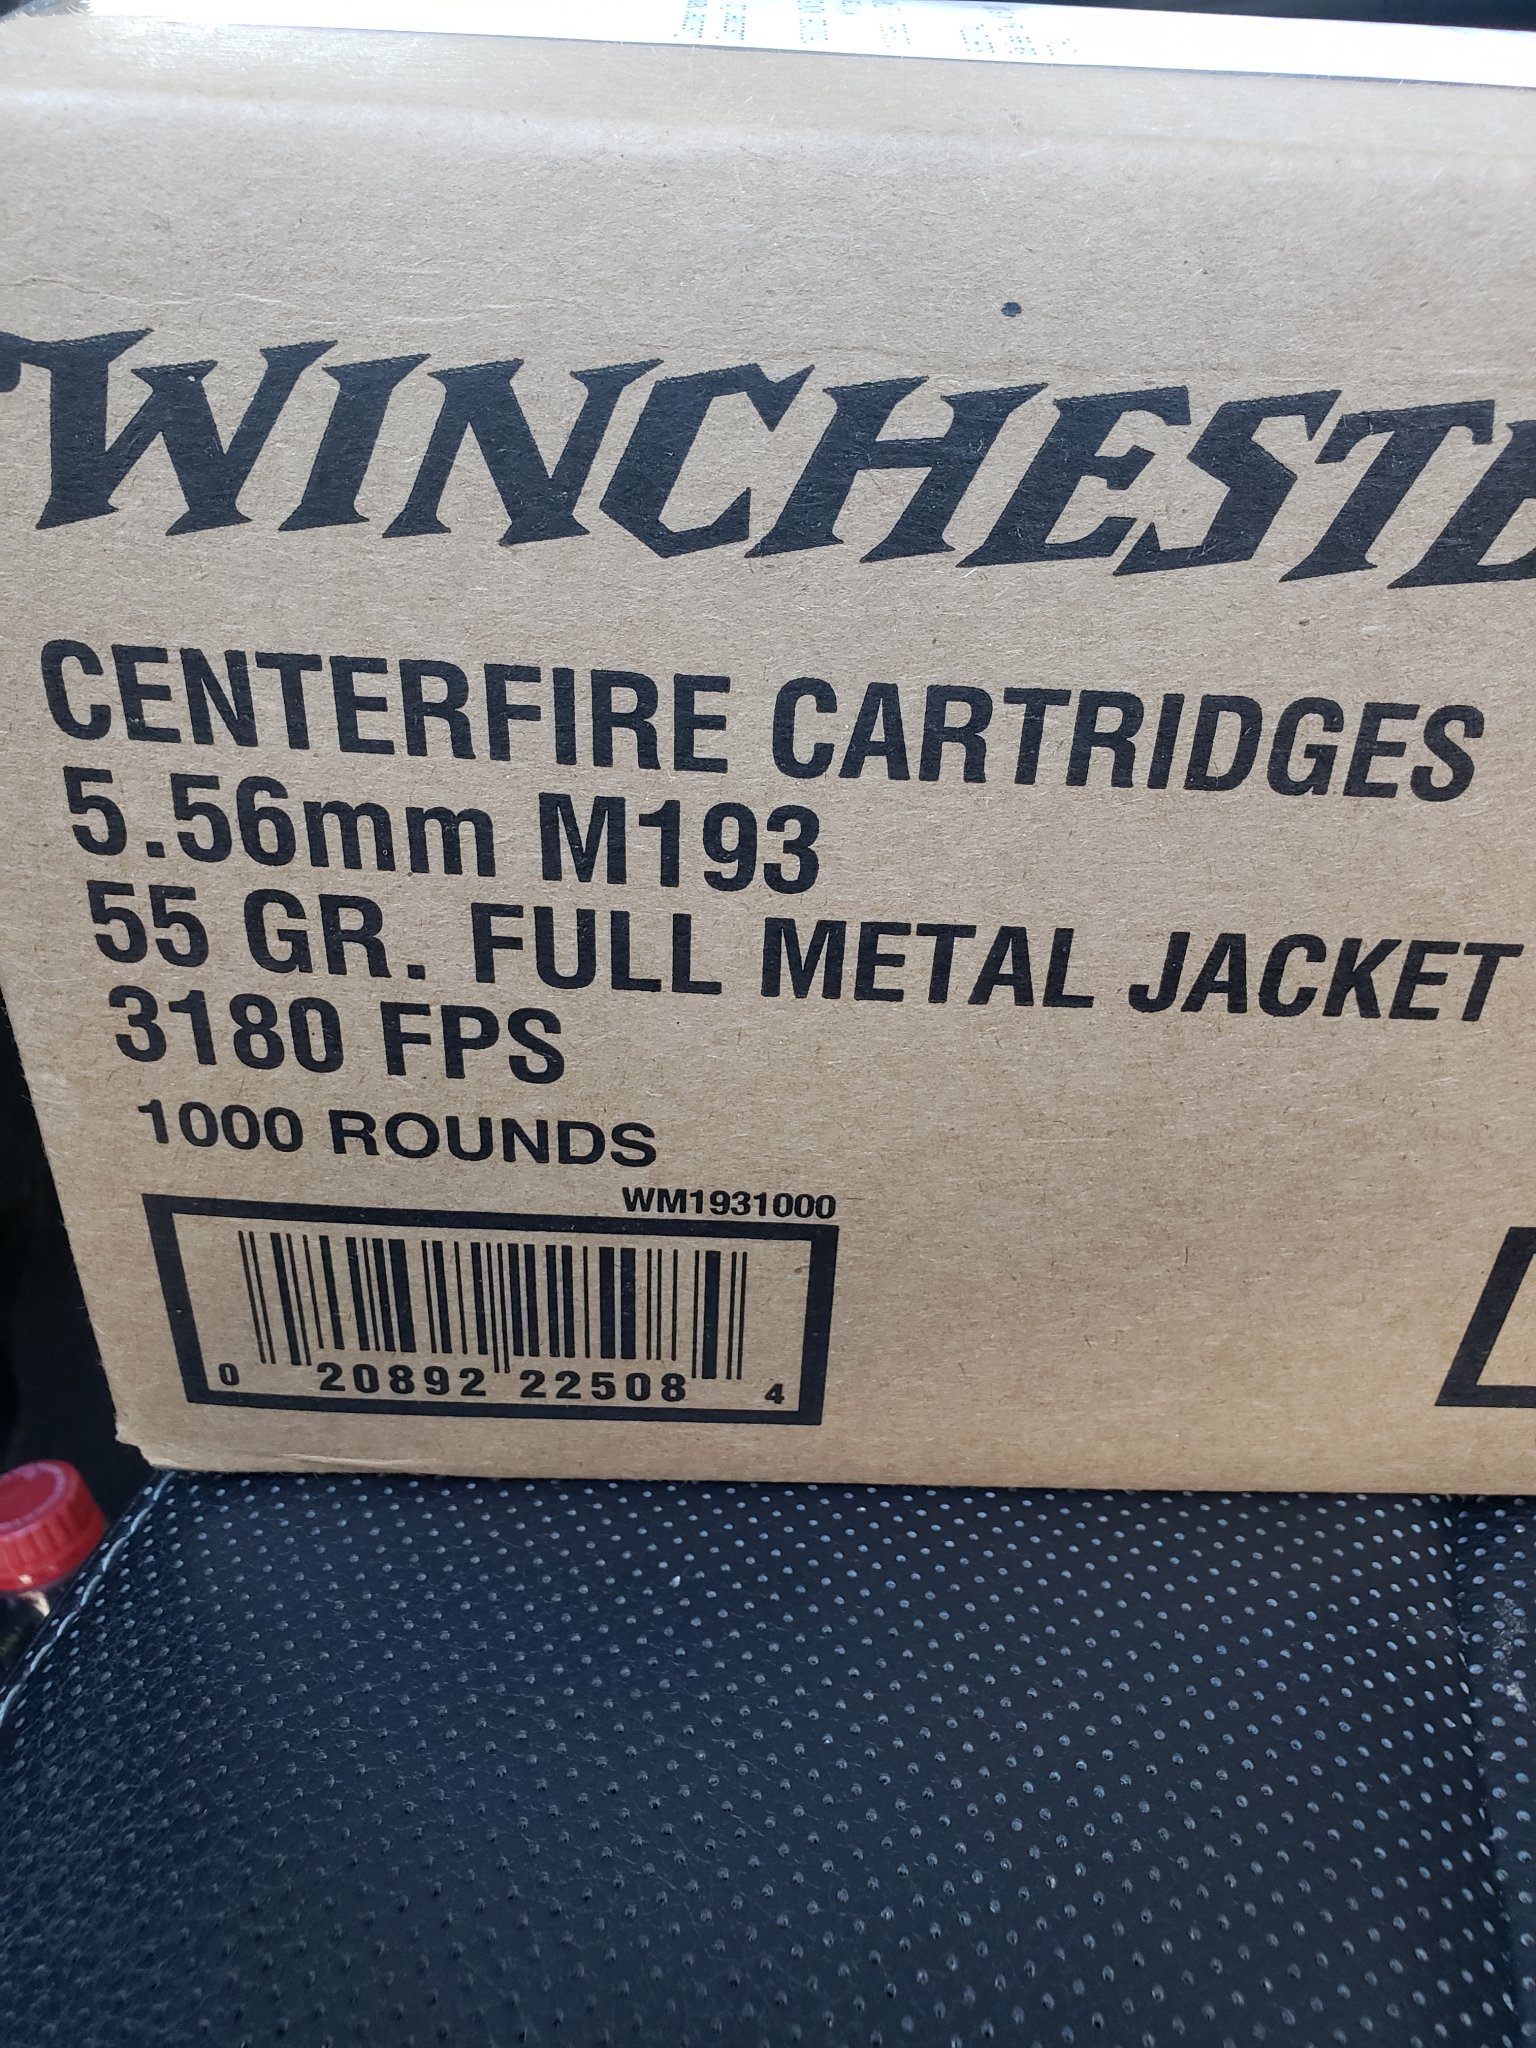 WINCHESTE
CENTERFIRE CARTRIDGES
5.56mm M193
55 GR. FULL METAL JACKET
3180 FPS
1000 ROUNDS
WM1931000
0 20892 22508 4